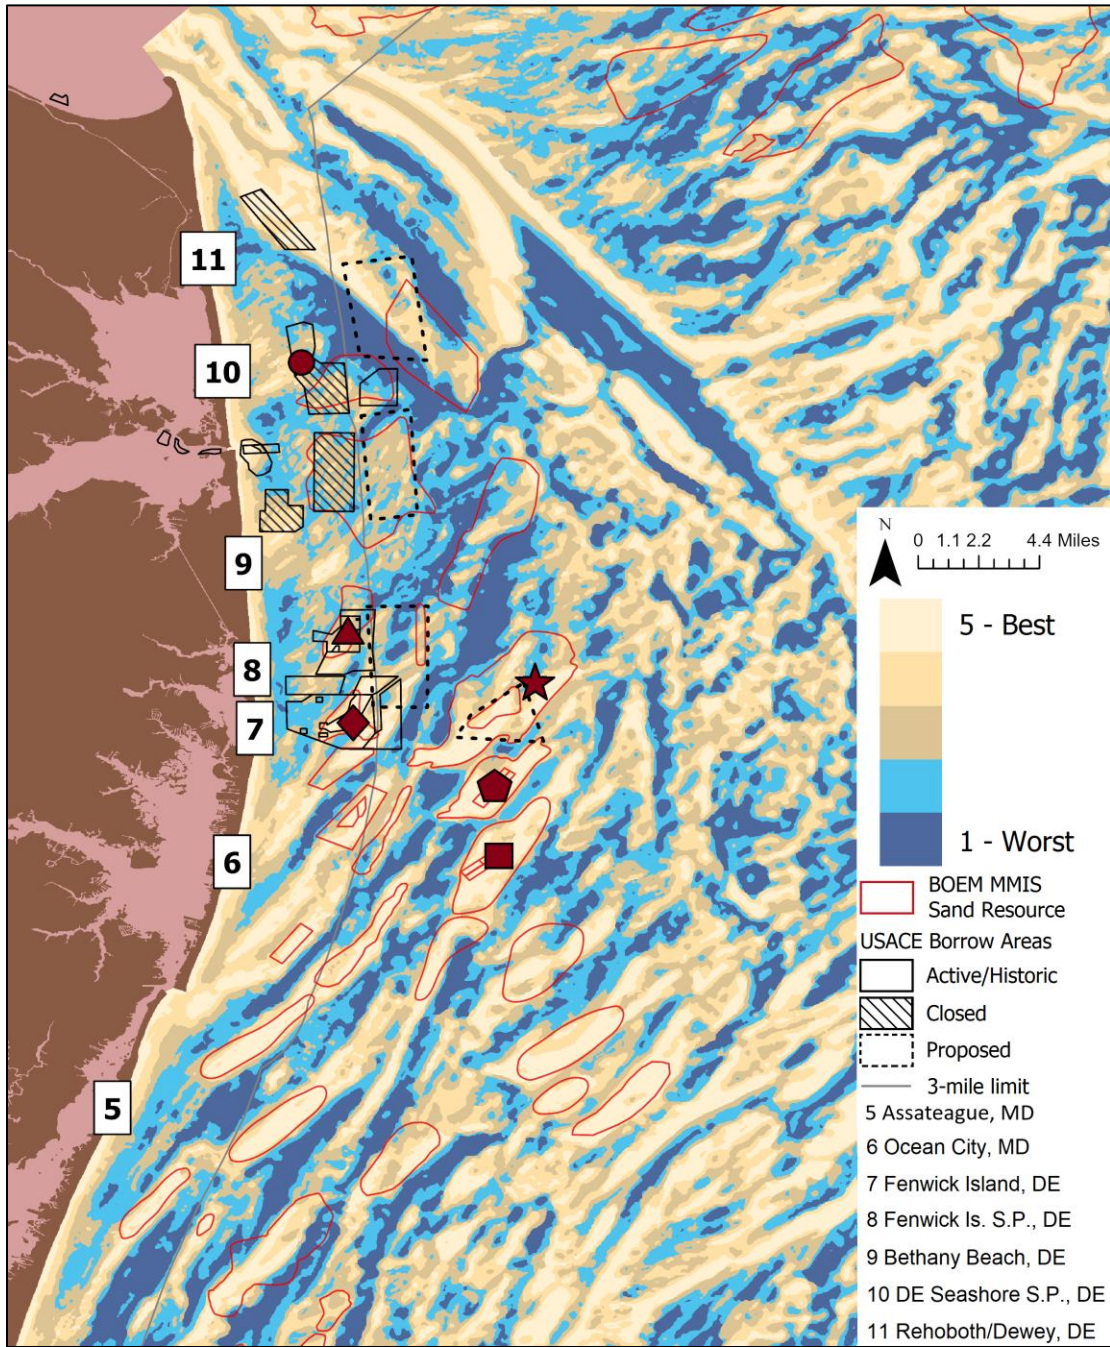 11
10
9
8
7
6
5
N
0 1.1 2.2 4.4 Miles
5 - Best
1 - Worst
BOEM MMIS
Sand Resource
USACE Borrow Areas
Active/Historic
Closed
Proposed
3-mile limit
5 Assateague, MD
6 Ocean City, MD
7 Fenwick Island, DE
8 Fenwick Is. S.P., DE
9 Bethany Beach, DE
10 DE Seashore S.P., DE
11 Rehoboth/Dewey, DE